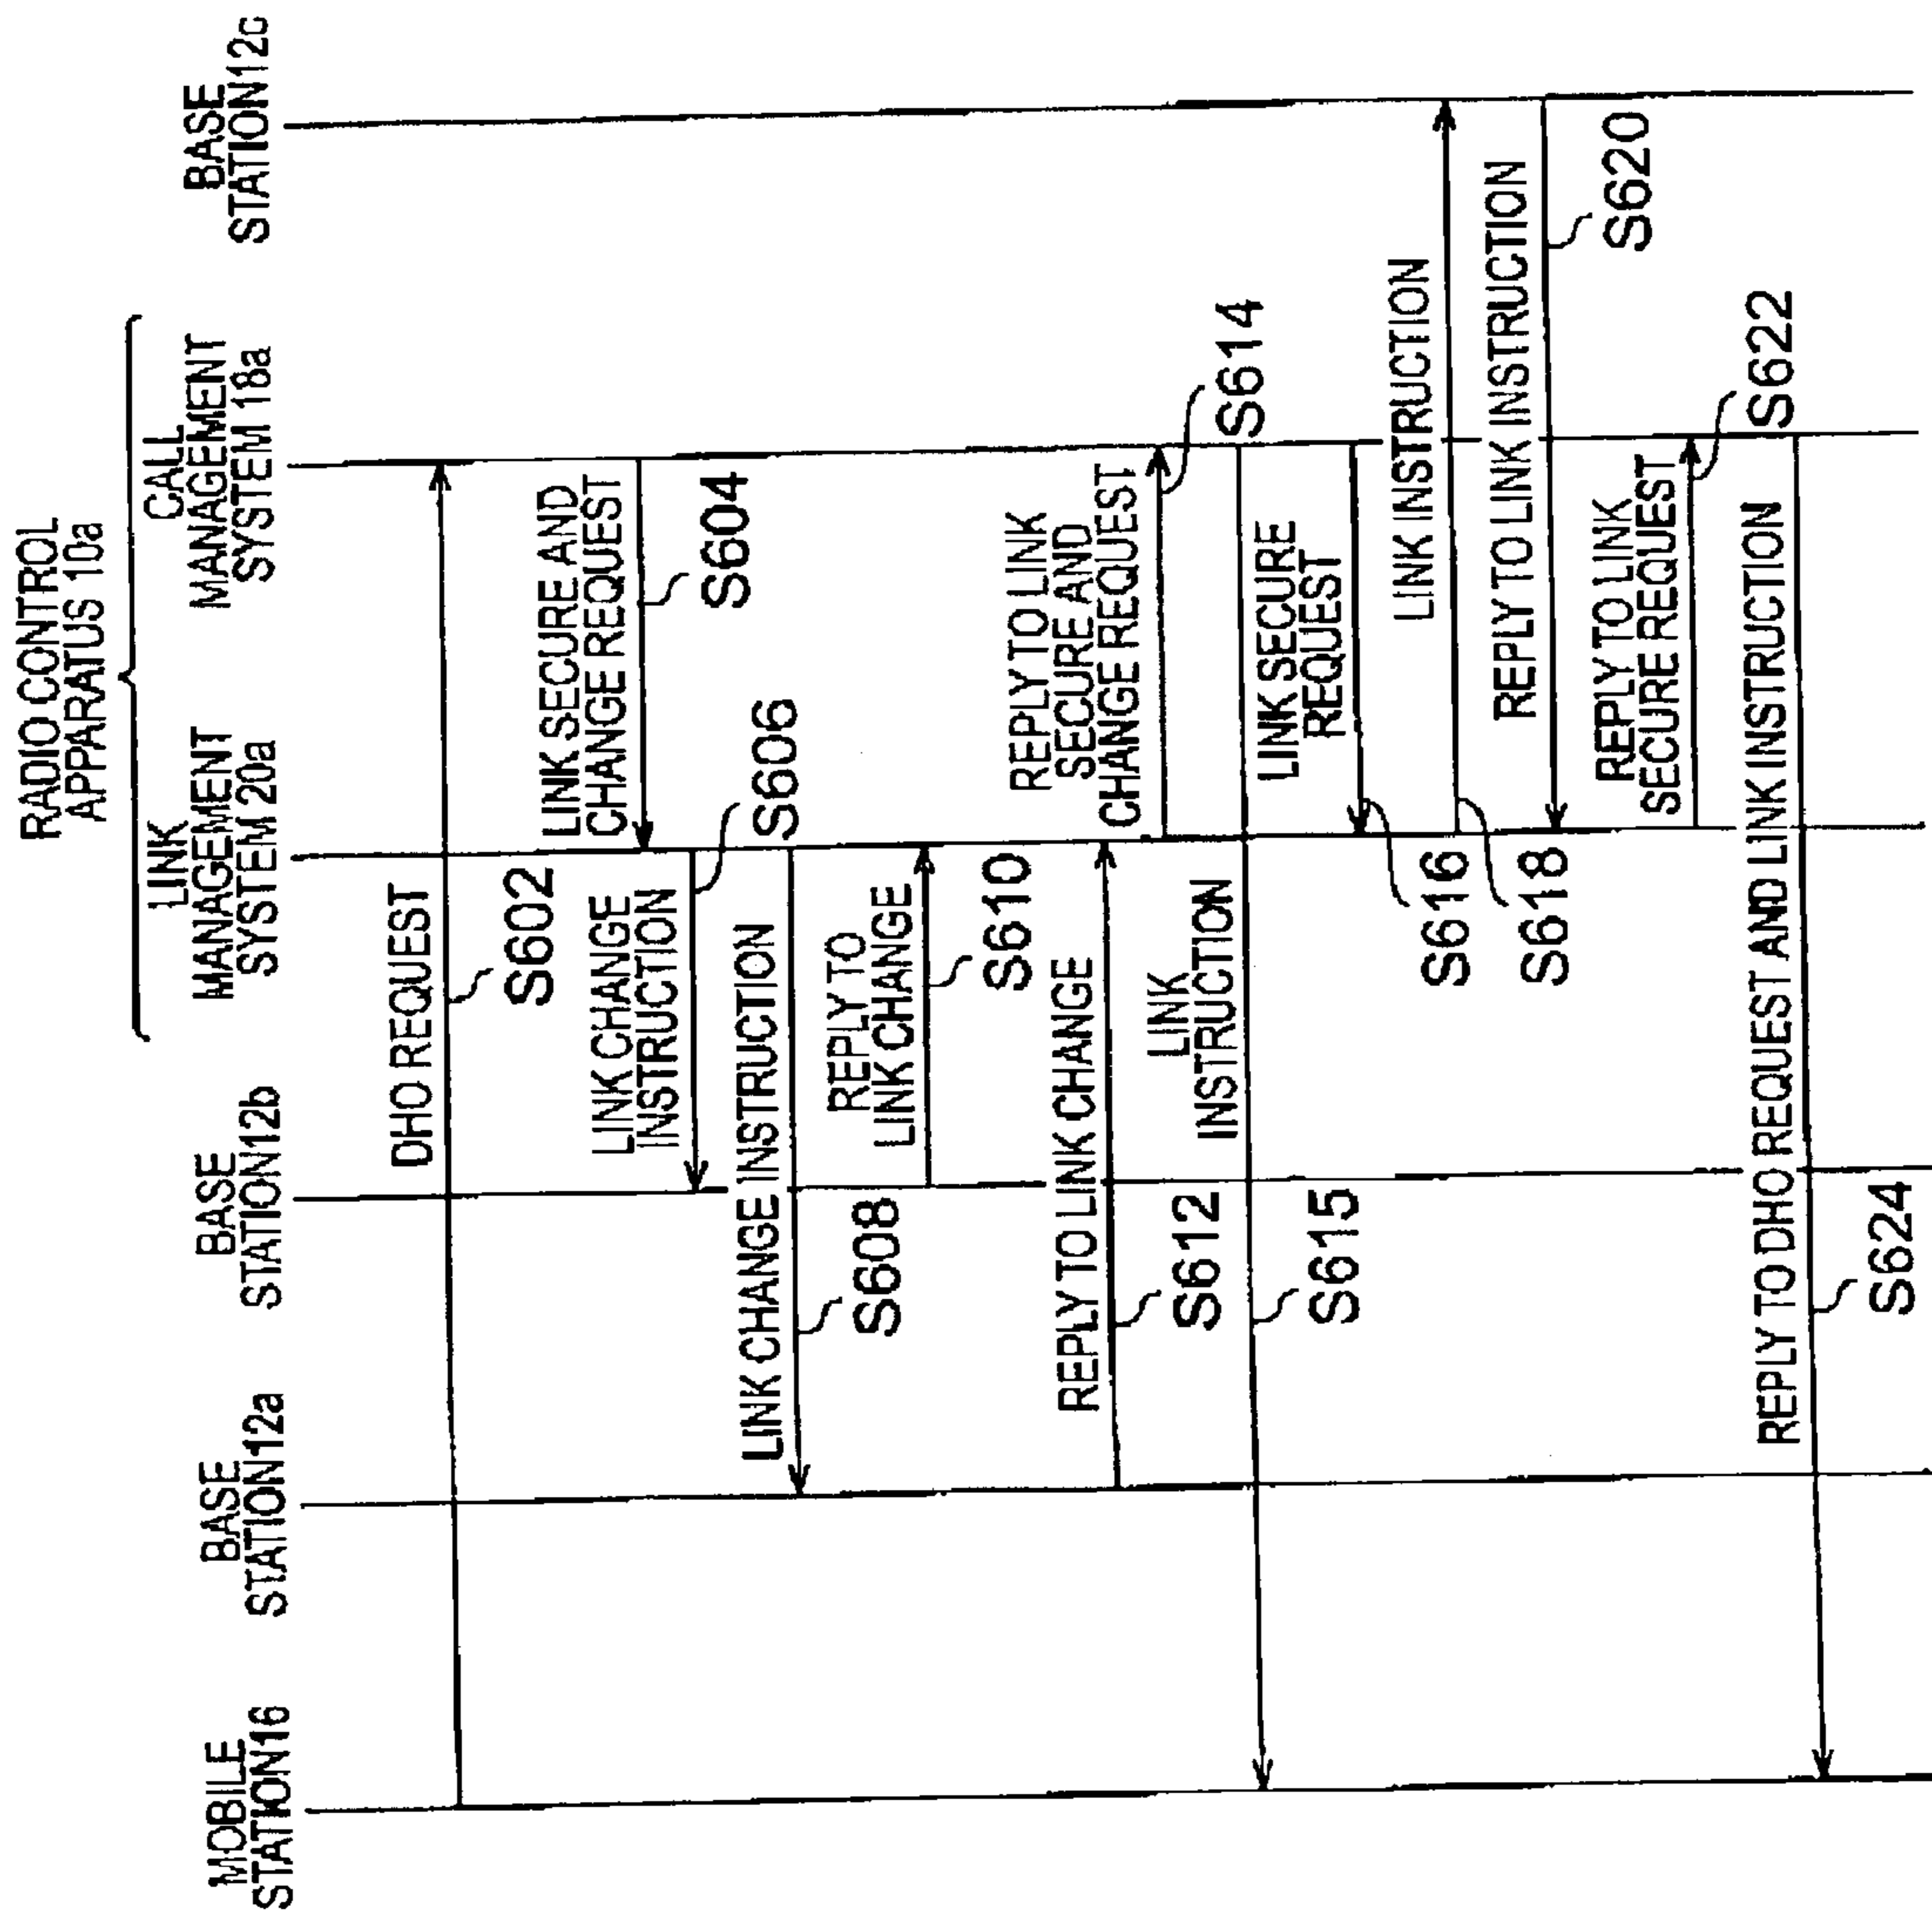 RADIO CONTROL
APPARATUS 10a
MOBILE
STATION16
BASE
STATION12a
BASE
STATION12b
LINK
MANAGEMENT
SYSTEM 20a
CALL
MANAGEMENT
SYSTEM 18a
BASE
STATION12c
DHO REQUEST
S602
LINK SECURE AND
CHANGE REQUEST
S604
LINK CHANGE
INSTRUCTION
S606
LINK CHANGE INSTRUCTION
S608
REPLY TO
LINK CHANGE
S610
REPLY TO LINK CHANGE
S612
REPLY TO LINK
SECURE AND
CHANGE REQUEST
S614
LINK
INSTRUCTION
S615
LINK SECURE
REQUEST
S616
LINK INSTRUCTION
S618
REPLY TO LINK INSTRUCTION
S620
REPLY TO LINK
SECURE REQUEST
S622
REPLY TO DHO REQUEST AND LINK INSTRUCTION
S624